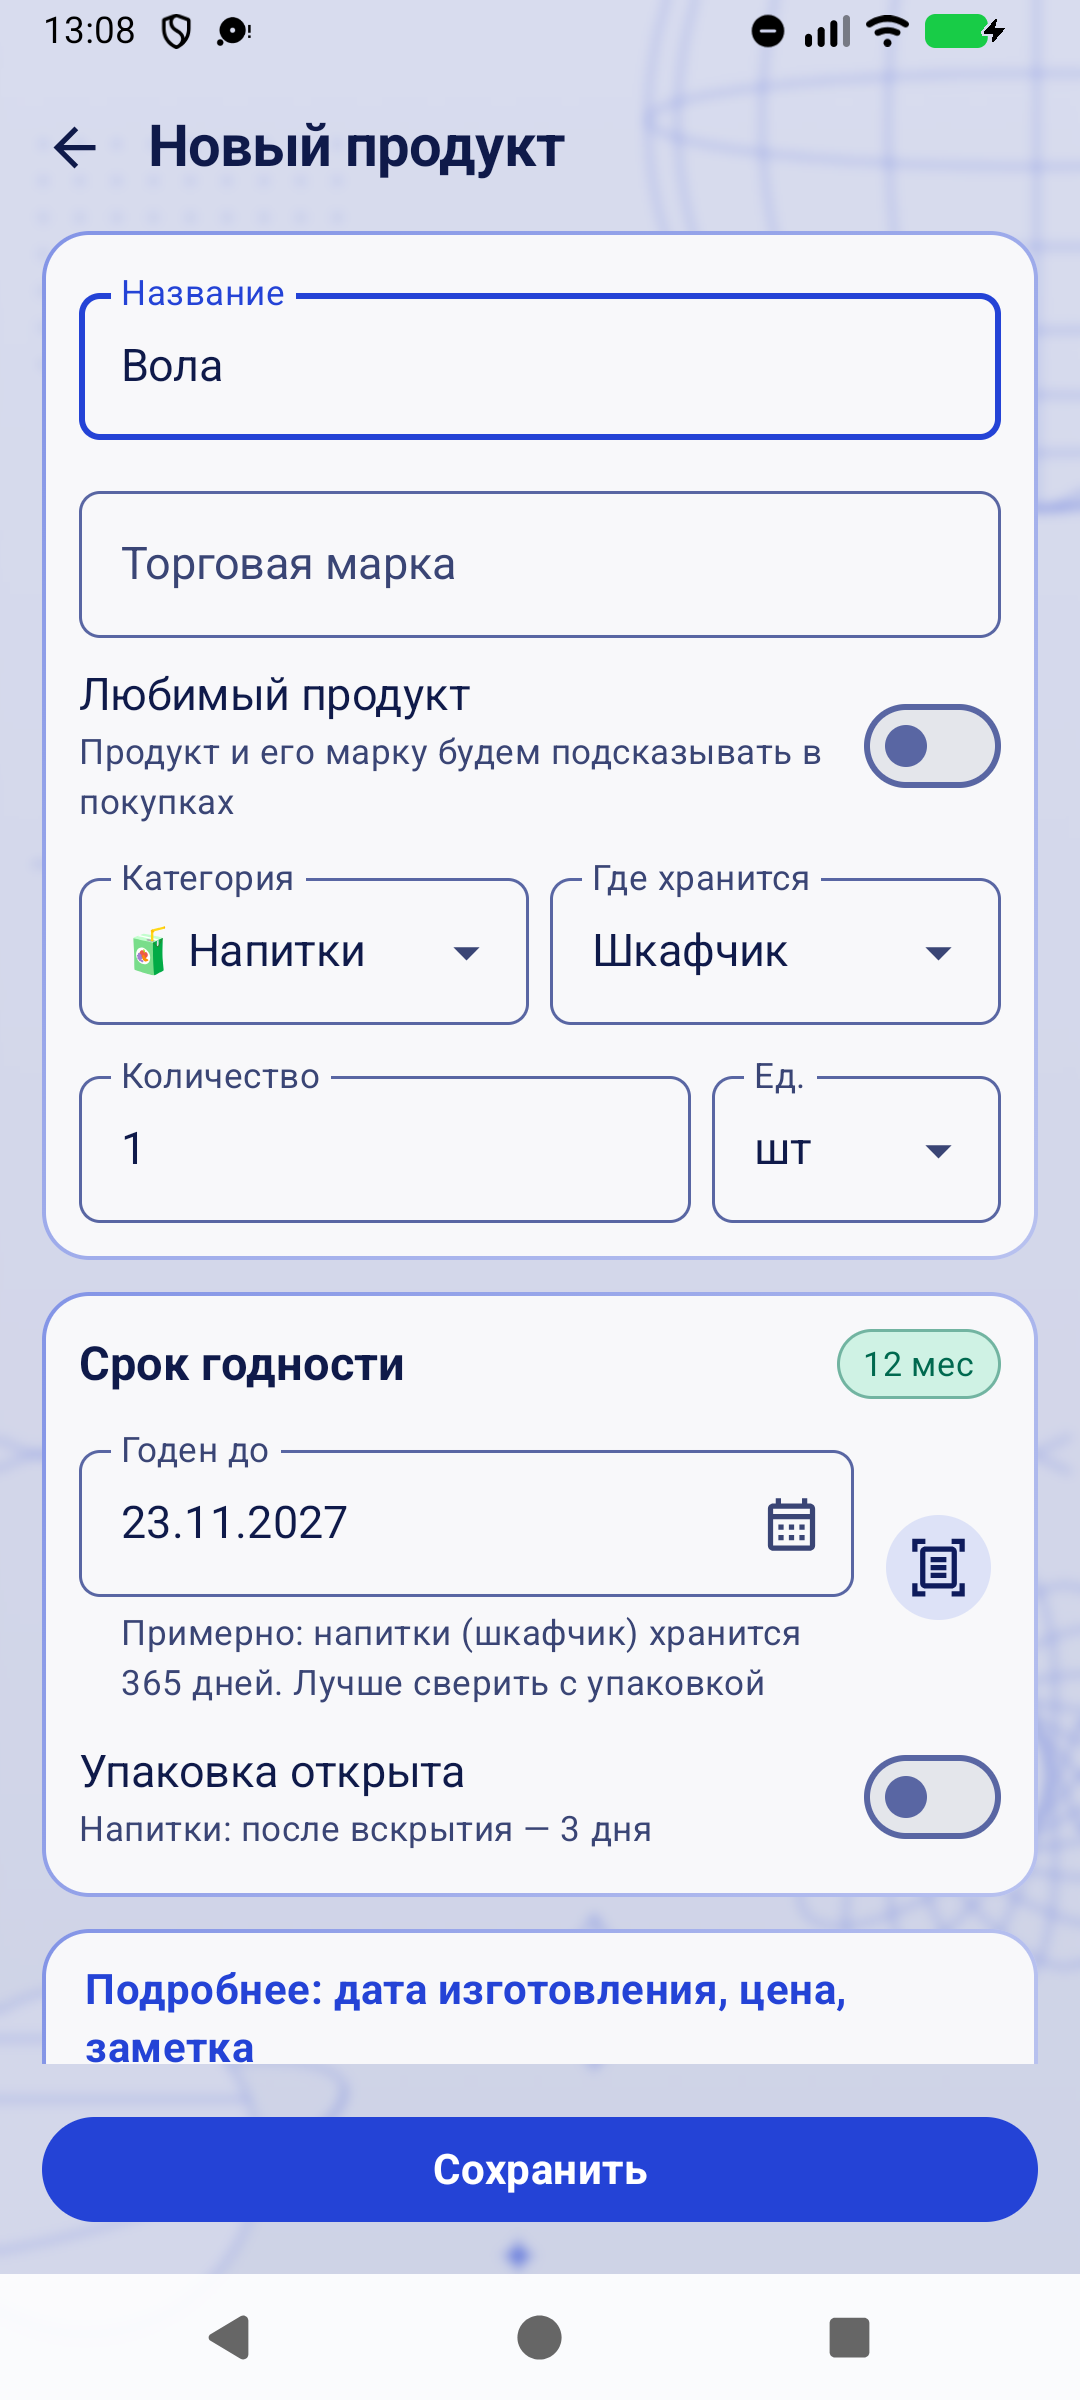 13:08
Новый продукт
Название
Вола
Торговая марка
Любимый продукт
Продукт и его марку будем подсказывать в
покупках
Категория
Где хранится
Напитки
Шкафчик
Количество
Ед.
1
шт
Срок годности
12 мес
Годен до
23.11.2027
Примерно: напитки (шкафчик) хранится
365 дней. Лучше сверить с упаковкой
Упаковка открыта
Напитки: после вскрытия — 3 дня
Подробнее: дата изготовления, цена,
заметка
Сохранить